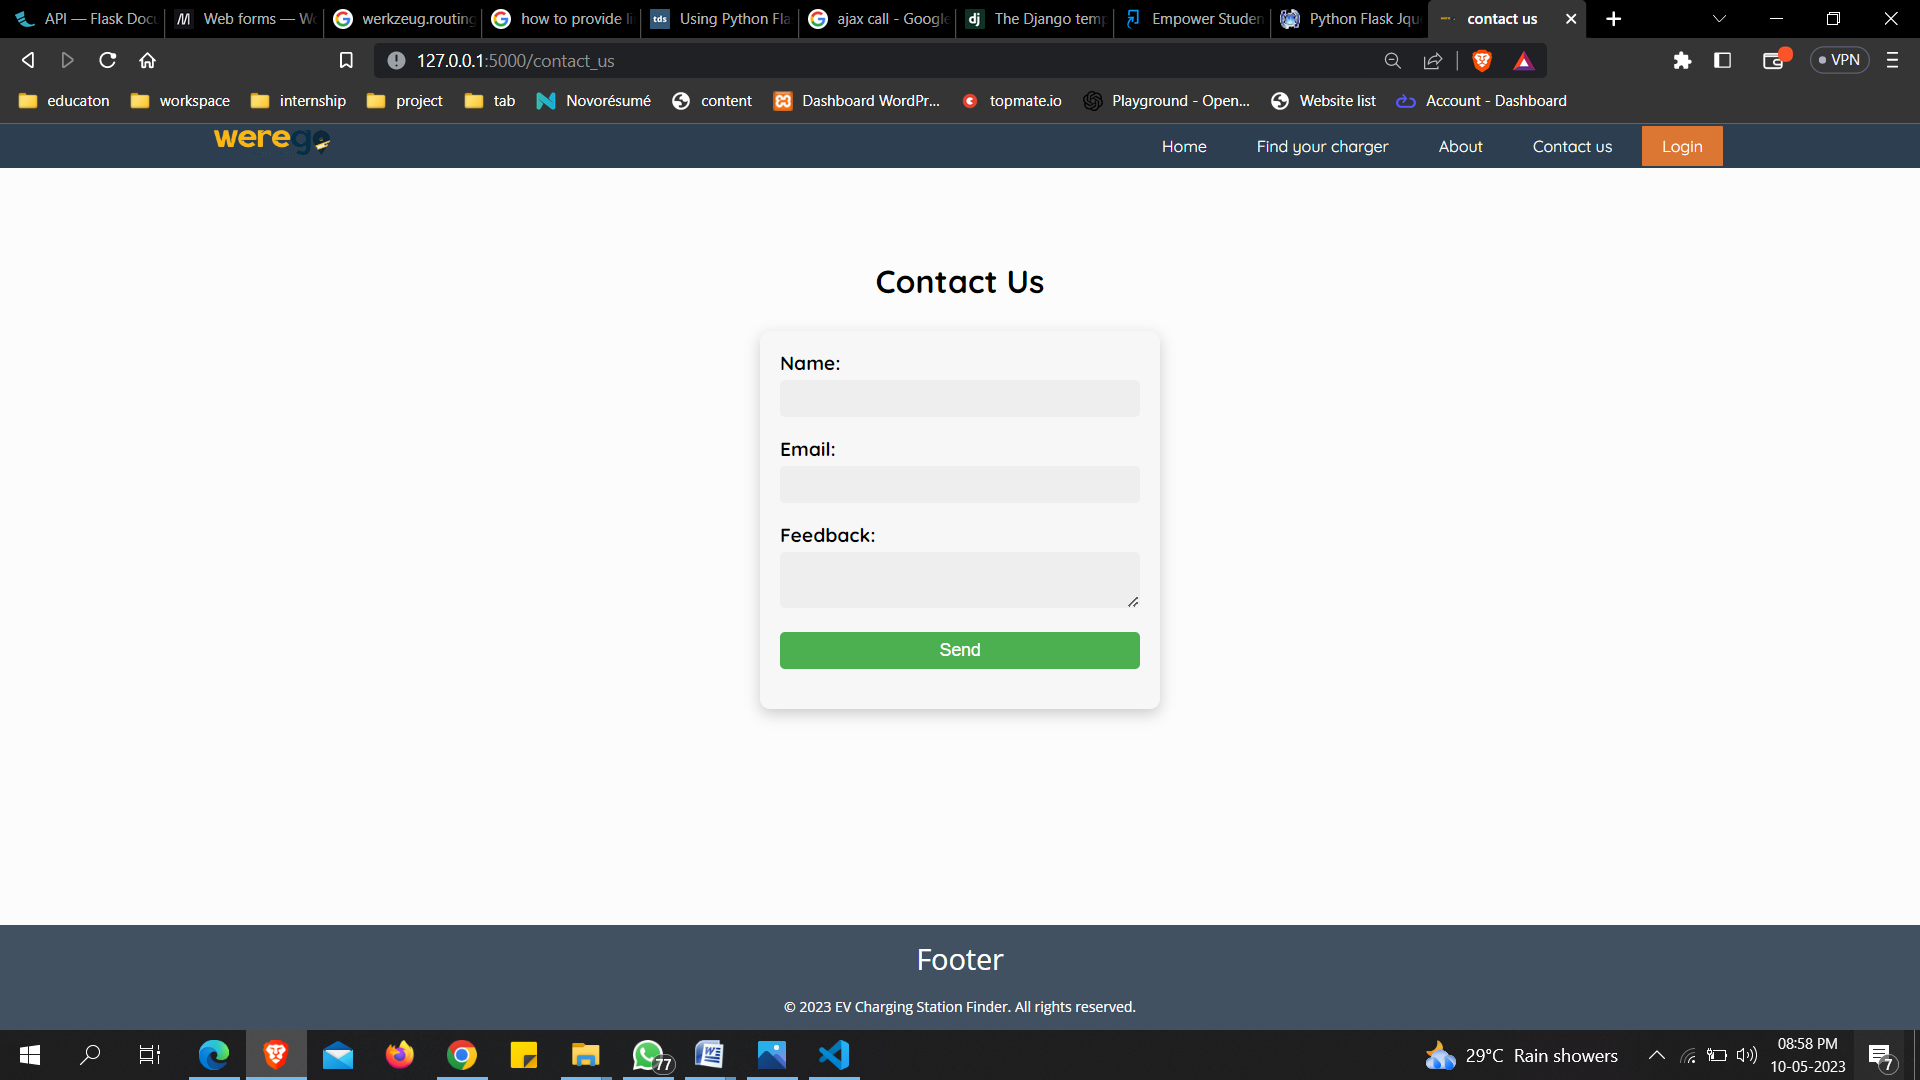 API — Flask Docu
Web forms — Wo
werkzeug.routing
how to provide li
Using Python Fla
ajax call - Google
The Django temp
Empower Studen
Python Flask Jqu
contact us
127.0.0.1:5000/contact_us
VPN
educaton
workspace
internship
project
tab
Novorésumé
content
Dashboard WordPr...
topmate.io
Playground - Open...
Website list
Account - Dashboard
werego
Home
Find your charger
About
Contact us
Login
Contact Us
Name:
Email:
Feedback:
Send
Footer
© 2023 EV Charging Station Finder. All rights reserved.
77
29°C Rain showers
08:58 PM
10-05-2023
7